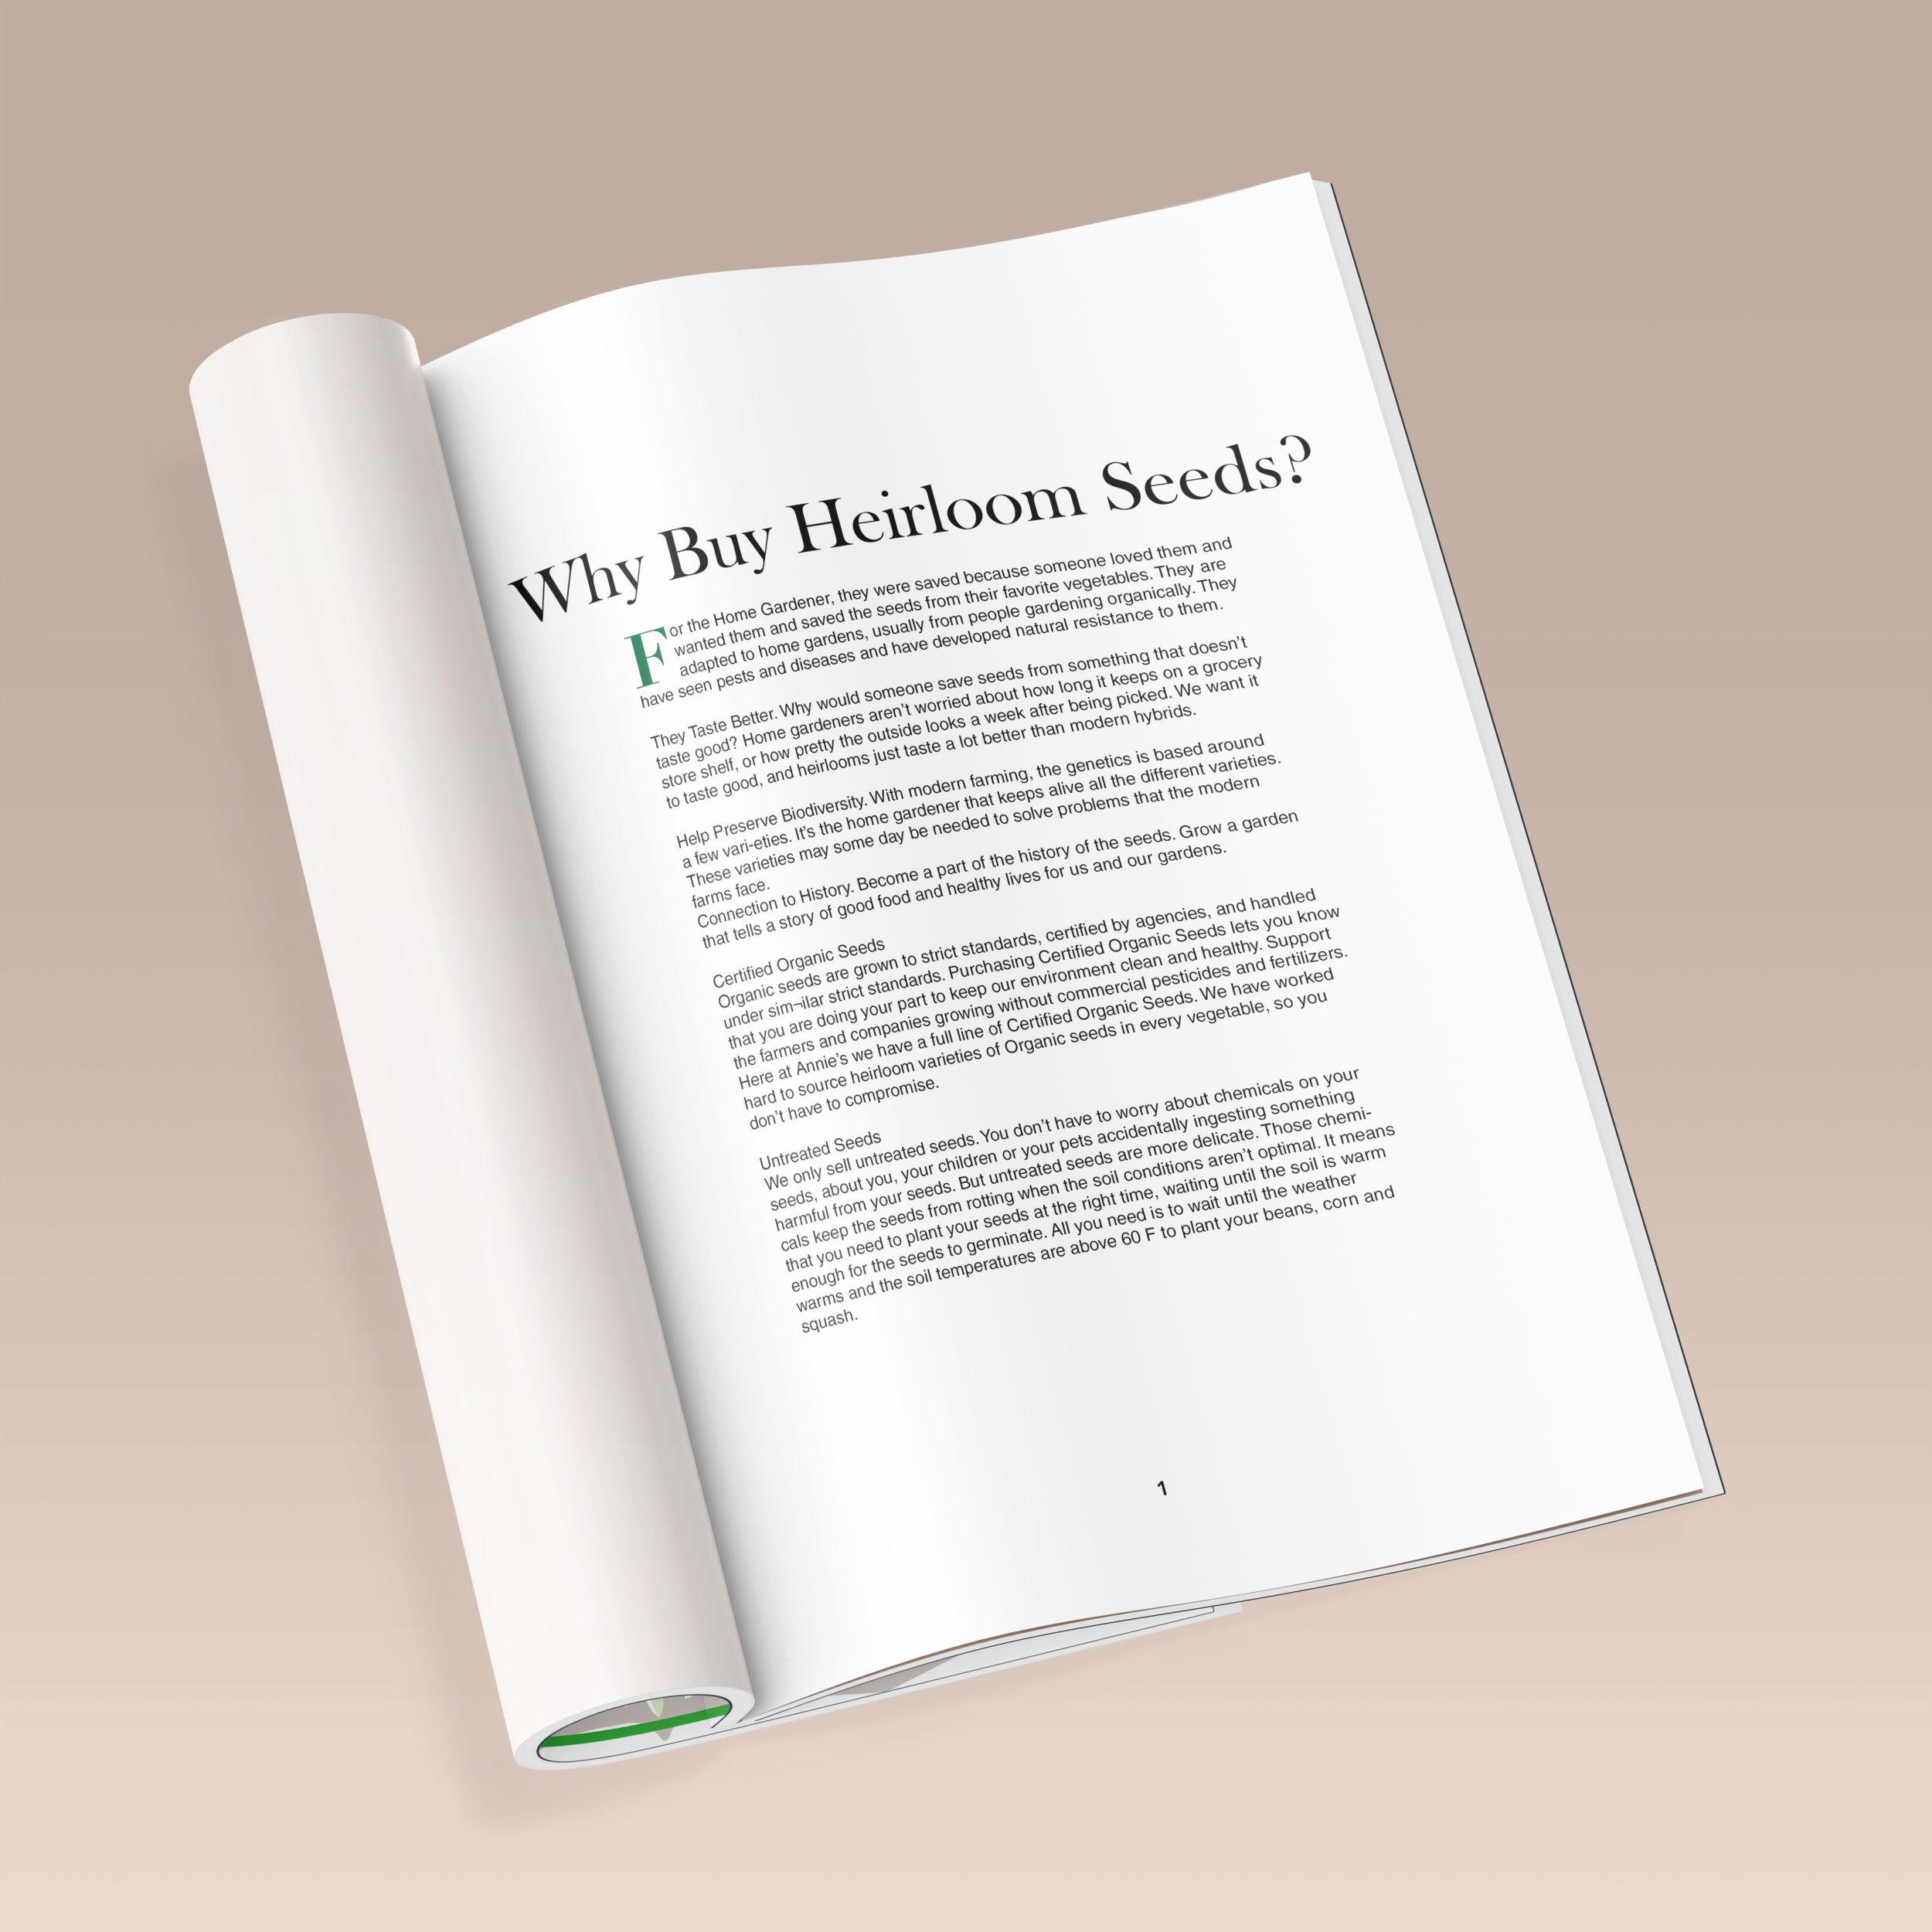 Why Buy Heirloom Seeds?
For the Home Gardener, they were saved because someone loved them and
wanted them and saved the seeds from their favorite vegetables. They are
adapted to home gardens, usually from people gardening organically. They
have seen pests and diseases and have developed natural resistance to them.
They Taste Better. Why would someone save seeds from something that doesn’t
taste good? Home gardeners aren’t worried about how long it keeps on a grocery
store shelf, or how pretty the outside looks a week after being picked. We want it
to taste good, and heirlooms just taste a lot better than modern hybrids.
Help Preserve Biodiversity. With modern farming, the genetics is based around
a few vari-eties. It’s the home gardener that keeps alive all the different varieties.
These varieties may some day be needed to solve problems that the modern
farms face.
Connection to History. Become a part of the history of the seeds. Grow a garden
that tells a story of good food and healthy lives for us and our gardens.
Certified Organic Seeds
Organic seeds are grown to strict standards, certified by agencies, and handled
under sim¬ilar strict standards. Purchasing Certified Organic Seeds lets you know
that you are doing your part to keep our environment clean and healthy. Support
the farmers and companies growing without commercial pesticides and fertilizers.
Here at Annie’s we have a full line of Certified Organic Seeds. We have worked
hard to source heirloom varieties of Organic seeds in every vegetable, so you
don’t have to compromise.
Untreated Seeds
We only sell untreated seeds. You don’t have to worry about chemicals on your
seeds, about you, your children or your pets accidentally ingesting something
harmful from your seeds. But untreated seeds are more delicate. Those chemi-
cals keep the seeds from rotting when the soil conditions aren’t optimal. It means
that you need to plant your seeds at the right time, waiting until the soil is warm
enough for the seeds to germinate. All you need is to wait until the weather
warms and the soil temperatures are above 60 F to plant your beans, corn and
squash.
1